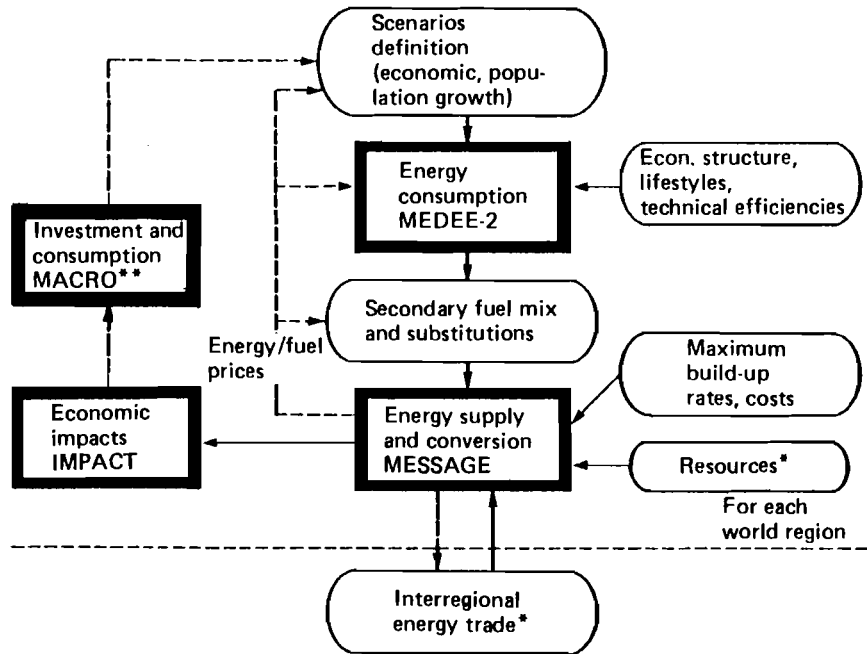 Scenarios
definition
(economic, popu-
lation growth)
Energy
consumption
MEDEE-2
Econ. structure,
lifestyles,
technical efficiencies
Investment and
consumption
MACRO**
Secondary fuel mix
and substitutions
Energy/fuel
prices
Maximum
build-up
rates, costs
Economic
impacts
IMPACT
Energy supply
and conversion
MESSAGE
Resources*
For each
world region
Interregional
energy trade*